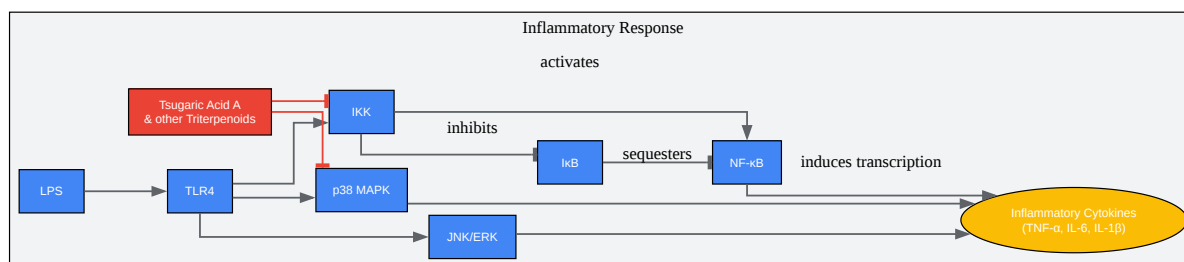 Inflammatory Response
activates
Tsugaric Acid A
& other Triterpenoids
IKK
inhibits
IκB
sequesters
NF-κB
induces transcription
LPS
TLR4
p38 MAPK
JNK/ERK
Inflammatory Cytokines
(TNF-α, IL-6, IL-1β)